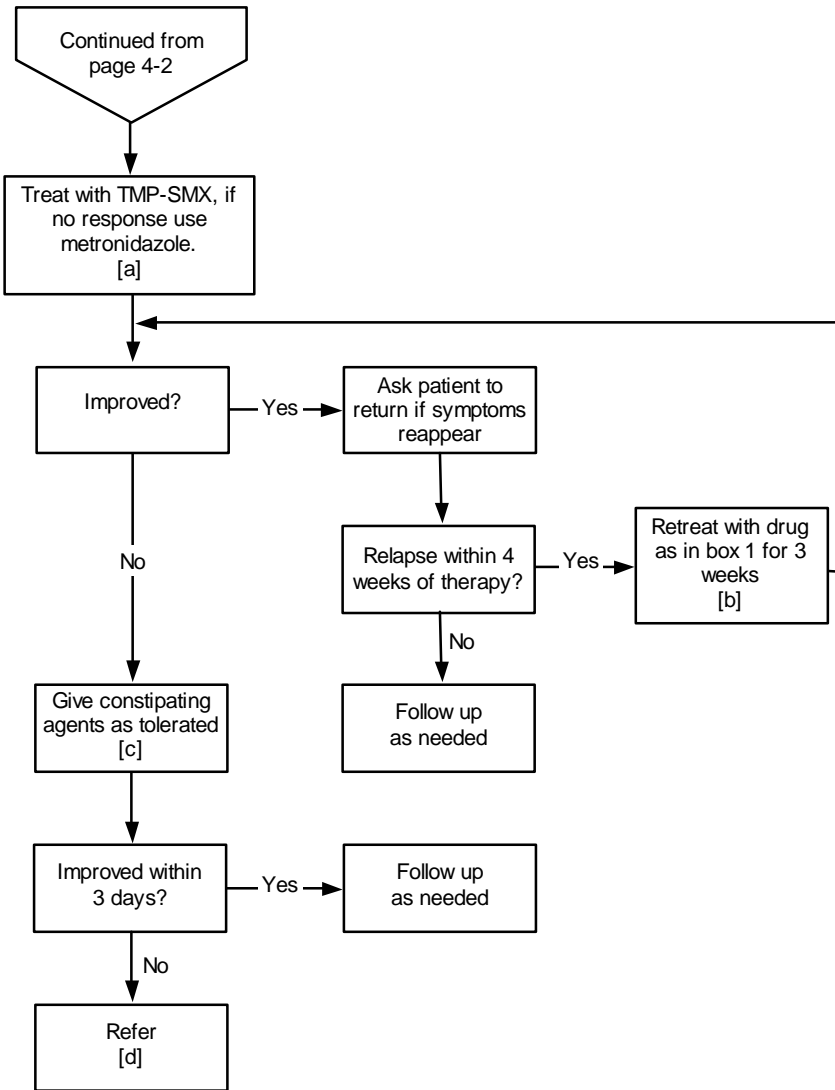 Continued from
page 4-2
Treat with TMP-SMX, if
no response use
metronidazole.
[a]
Improved?
Yes
Ask patient to
return if symptoms
reappear
No
Relapse within 4
weeks of therapy?
Yes
Retreat with drug
as in box 1 for 3
weeks
[b]
No
Give constipating
agents as tolerated
[c]
Follow up
as needed
Improved within
3 days?
Yes
Follow up
as needed
No
Refer
[d]